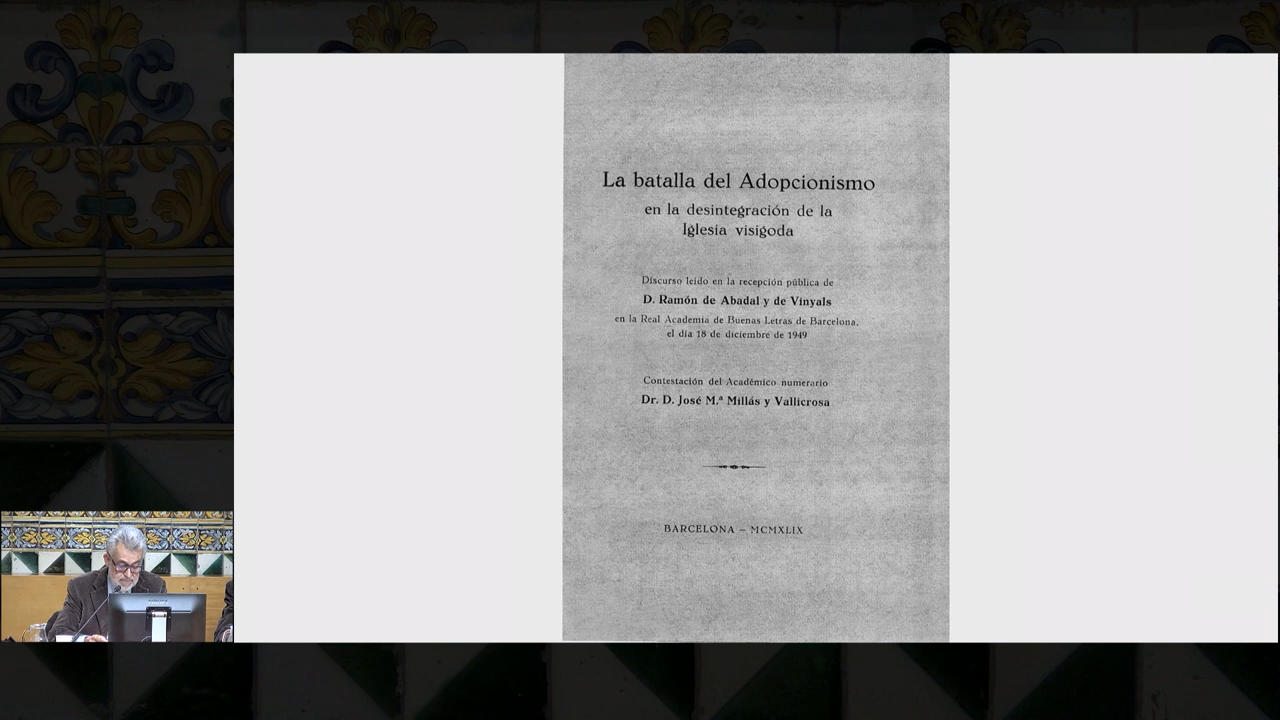 La batalla del Adopcionismo
en la desintegración de la
Iglesia visigoda
Discurso leído en la recepción pública de
D. Ramón de Abadal y de Vinyals
en la Real Academia de Buenas Letras de Barcelona,
el día 18 de diciembre de 1949
Contestación del Académico numerario
Dr. D. José M.ª Millás y Vallicrosa
BARCELONA – MCMXLIX